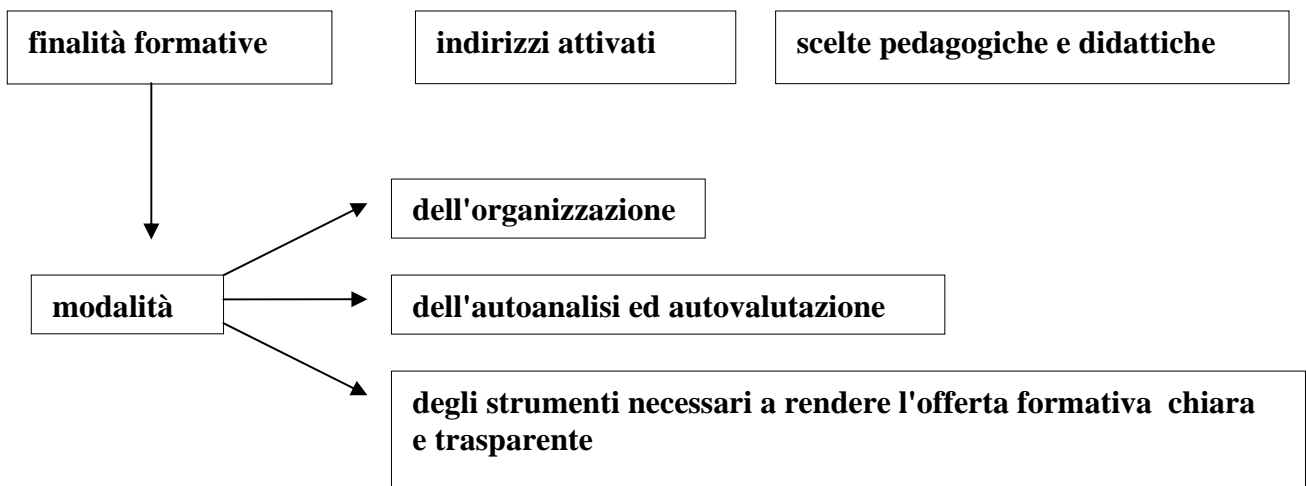 finalità formative
indirizzi attivati
scelte pedagogiche e didattiche
dell'organizzazione
modalità
dell'autoanalisi ed autovalutazione
degli strumenti necessari a rendere l'offerta formativa  chiara
e trasparente